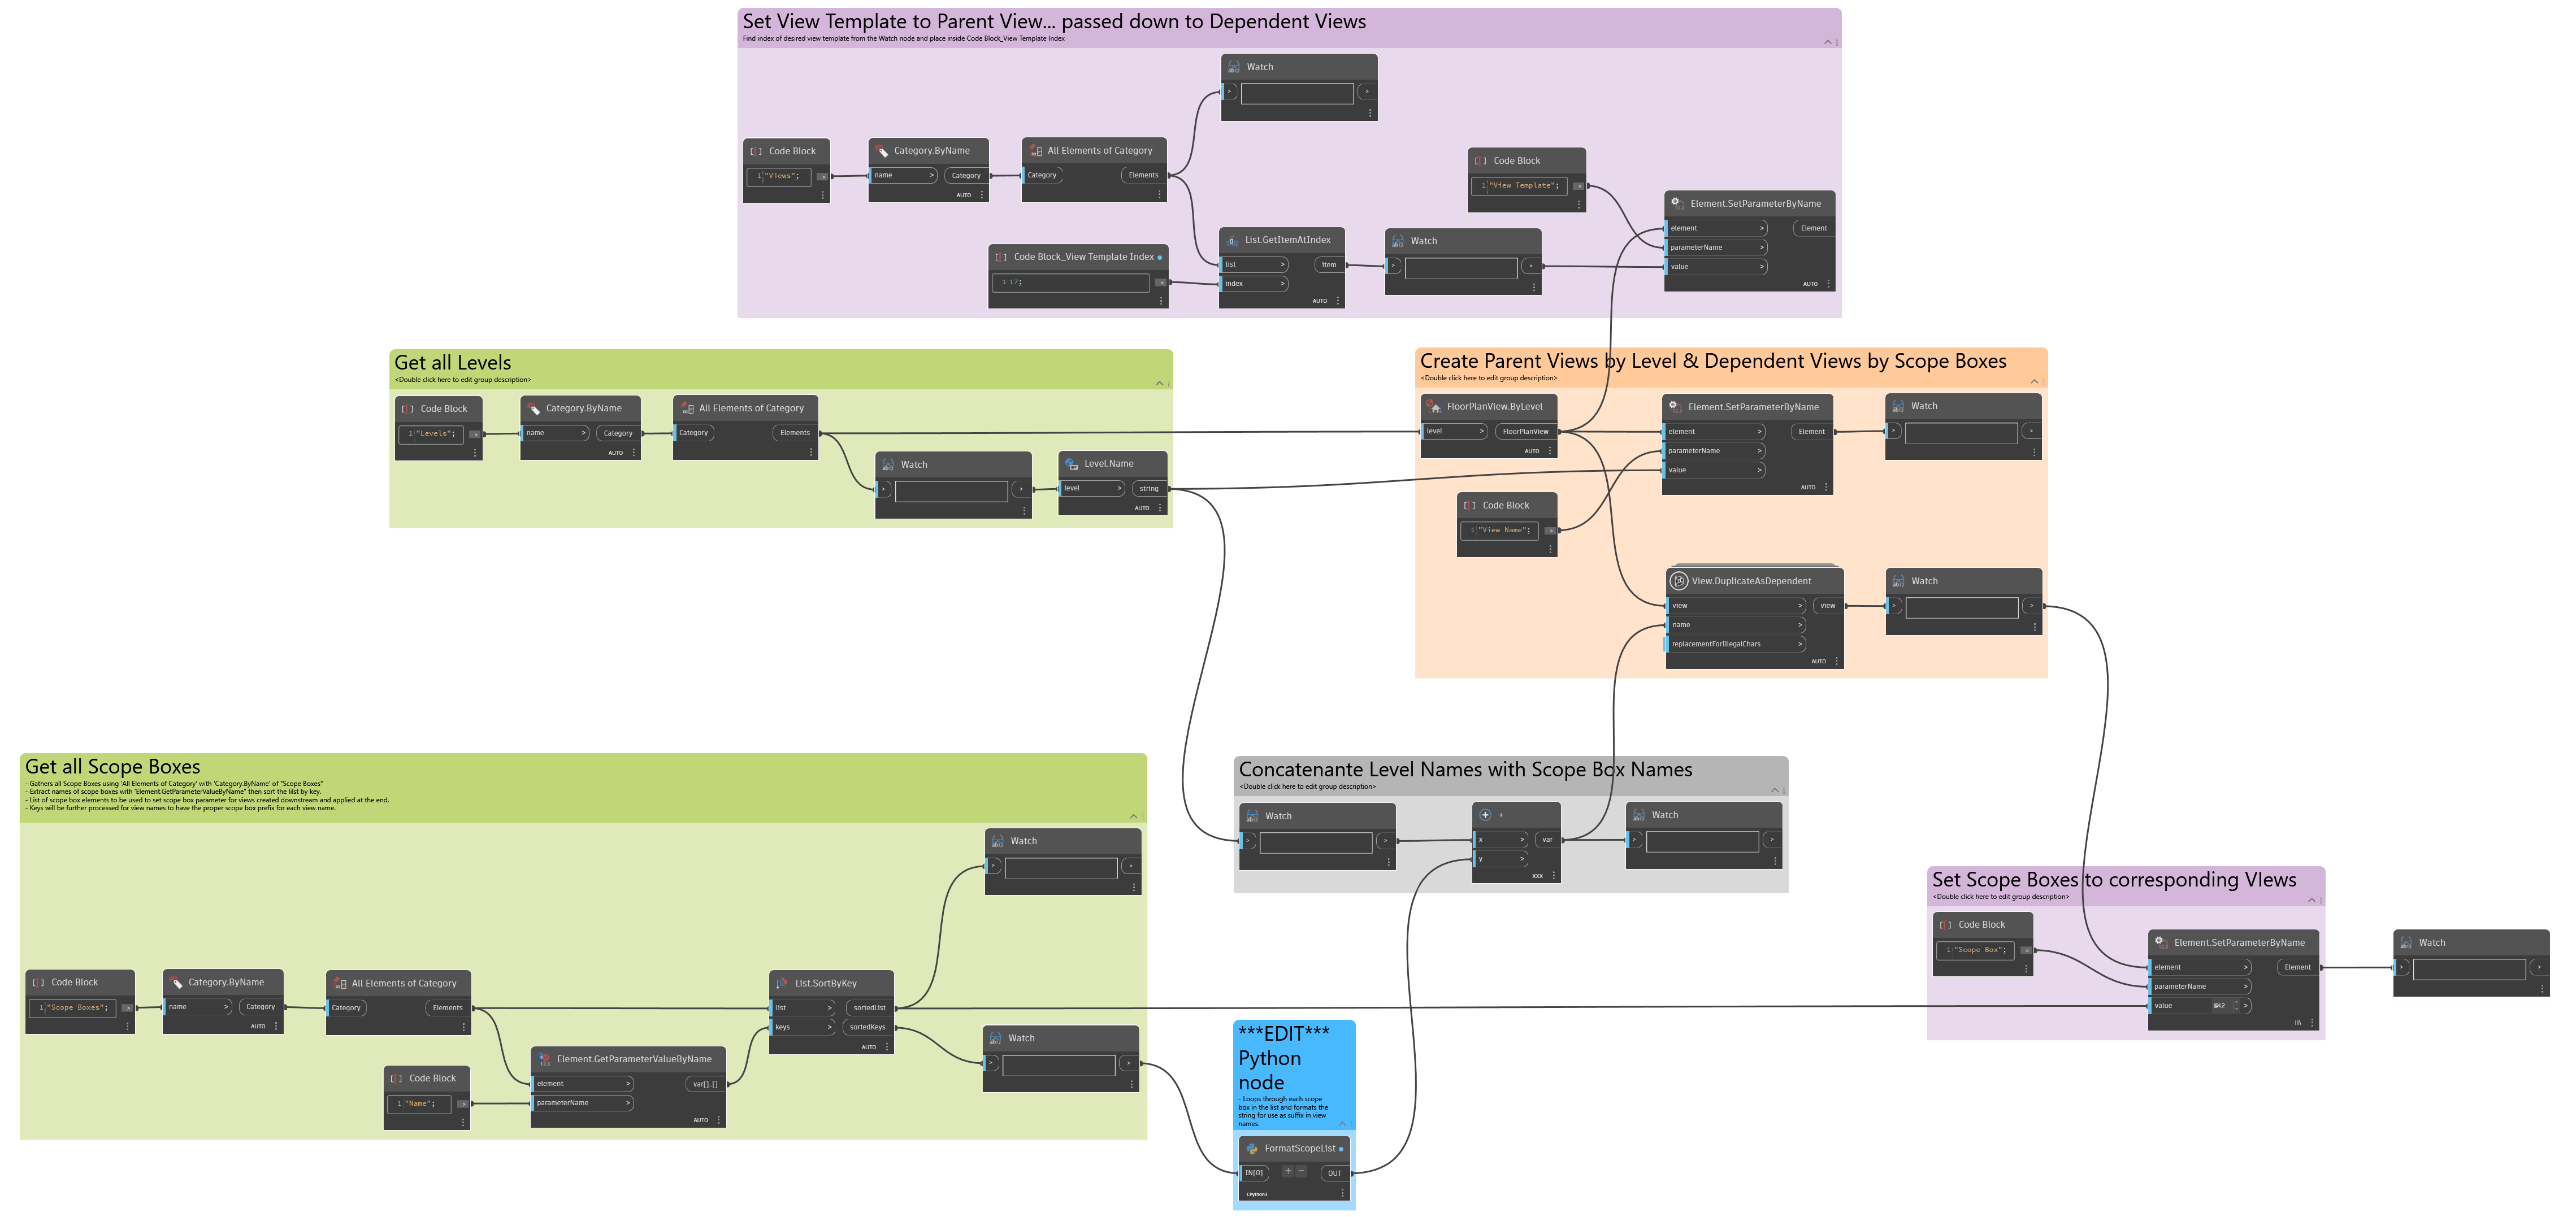 Set View Template to Parent View... passed down to Dependent Views
Find index of desired view template from the Watch node and place inside Code Block_View Template Index
Watch
>
>
Code Block
1 "Views";
>
Category.ByName
name >
Category
AUTO
All Elements of Category
Category
Elements
Code Block
1 "View Template";
>
Code Block_View Template Index
1 17;
>
List.GetItemAtIndex
list >
item
index >
AUTO
Watch
>
>
Element.SetParameterByName
element >
Element
parameterName >
value >
AUTO
Get all Levels
<Double click here to edit group description>
Code Block
1 "Levels";
>
Category.ByName
name >
Category
AUTO
All Elements of Category
Category
Elements
Watch
>
>
Level.Name
level >
string
AUTO
Create Parent Views by Level & Dependent Views by Scope Boxes
<Double click here to edit group description>
FloorPlanView.ByLevel
level >
FloorPlanView
AUTO
Element.SetParameterByName
element >
Element
parameterName >
value >
AUTO
Watch
>
>
Code Block
1 "View Name";
>
View.DuplicateAsDependent
view >
view
name >
replacementForIllegalChars >
AUTO
Watch
>
>
Get all Scope Boxes
- Gathers all Scope Boxes using 'All Elements of Category' with 'Category.ByName' of "Scope Boxes"
- Extract names of scope boxes with 'Element.GetParameterValueByName" then sort the lilst by key.
- List of scope box elements to be used to set scope box parameter for views created downstream and applied at the end.
- Keys will be further processed for view names to have the proper scope box prefix for each view name.
Watch
>
>
Code Block
1 "Scope Boxes";
>
Category.ByName
name >
Category
AUTO
All Elements of Category
Category
Elements
List.SortByKey
list >
sortedList
keys >
sortedKeys
AUTO
Code Block
1 "Name";
>
Element.GetParameterValueByName
element >
var[]..[]
parameterName >
AUTO
Watch
>
>
Concatenante Level Names with Scope Box Names
<Double click here to edit group description>
Watch
>
>
+
x >
var
y >
XXX
Watch
>
>
***EDIT***
Python
node
- Loops through each scope
box in the list and formats the
string for use as suffix in view
names.
FormatScopeList
IN[0]
+ -
OUT
CPython3
Set Scope Boxes to corresponding VIews
<Double click here to edit group description>
Code Block
1 "Scope Box";
>
Element.SetParameterByName
element >
Element
parameterName >
value @L2 >
Watch
>
>